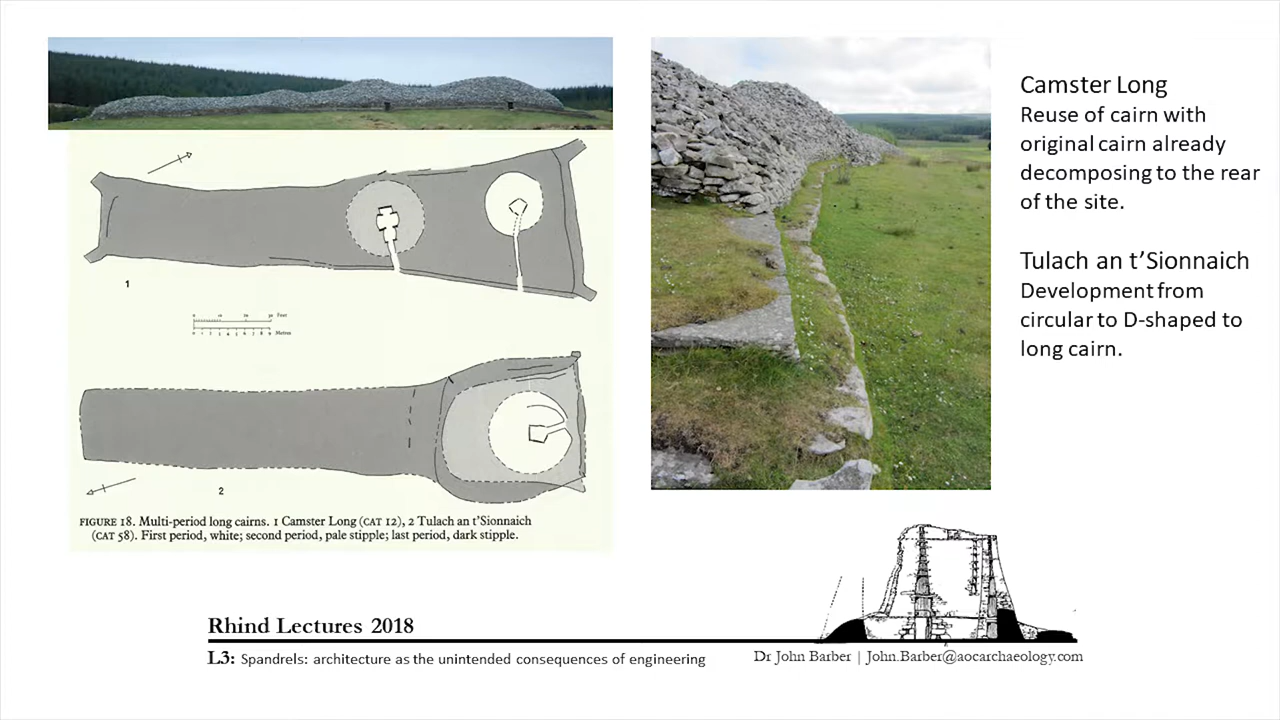 Camster Long
Reuse of cairn with
original cairn already
decomposing to the rear
of the site.
Tulach an t’Sionnaich
Development from
circular to D-shaped to
long cairn.
1
Feet
Metres
2
FIGURE 18. Multi-period long cairns. 1 Camster Long (CAT 12), 2 Tulach an t’Sionnaich
(CAT 58). First period, white; second period, pale stipple; last period, dark stipple.
Rhind Lectures 2018
L3: Spandrels: architecture as the unintended consequences of engineering
Dr John Barber | John.Barber@aocarchaeology.com